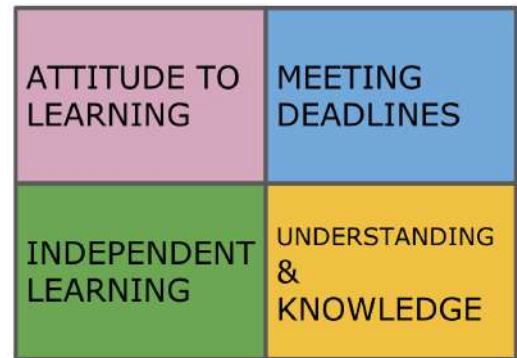 ATTITUDE TO
LEARNING
MEETING
DEADLINES
INDEPENDENT
LEARNING
UNDERSTANDING
&
KNOWLEDGE